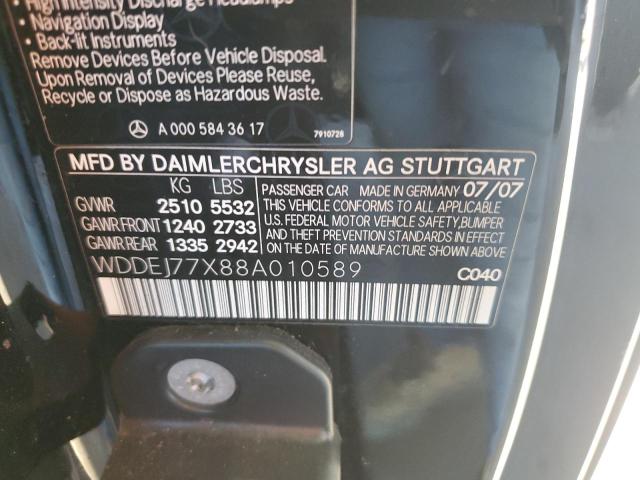 High Intensity Discharge Headlamps
• Navigation Display
• Back-lit Instruments
Remove Devices Before Vehicle Disposal.
Upon Removal of Devices Please Reuse,
Recycle or Dispose as Hazardous Waste.
A 000 584 36 17
7910728
MFD BY DAIMLERCHRYSLER AG STUTTGART
KG LBS
GVWR 2510 5532
GAWR FRONT 1240 2733
GAWR REAR 1335 2942
PASSENGER CAR MADE IN GERMANY 07/07
THIS VEHICLE CONFORMS TO ALL APPLICABLE
U.S. FEDERAL MOTOR VEHICLE SAFETY,BUMPER
AND THEFT PREVENTION STANDARDS IN EFFECT
ON THE DATE OF MANUFACTURE SHOWN ABOVE
WDDEJ77X88A010589
C040